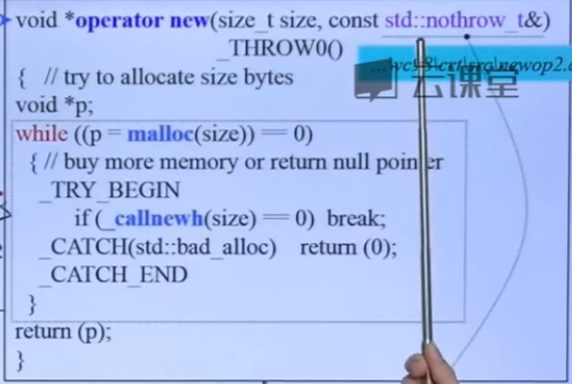 void *operator new(size_t size, const std::nothrow_t&)
_THROW0()
...\vc98\crt\src\newop2.c
云课堂
{ // try to allocate size bytes
void *p;
while ((p = malloc(size)) == 0)
{ // buy more memory or return null pointer
_TRY_BEGIN
if (_callnewh(size) == 0) break;
_CATCH(std::bad_alloc) return (0);
_CATCH_END
}
return (p);
}